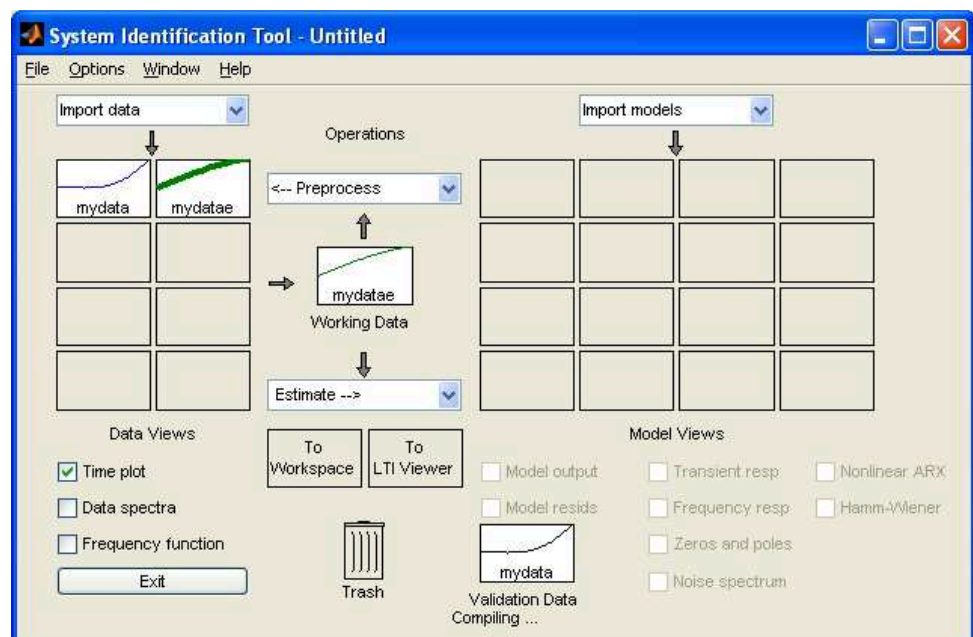 System Identification Tool - Untitled
File Options Window Help
Import data
Import models
Operations
mydata
mydatae
<-- Preprocess
mydatae
Working Data
Estimate -->
Data Views
To Workspace
To LTI Viewer
Model Views
Time plot
Data spectra
Frequency function
Exit
Trash
Model output
Transient resp
Nonlinear ARX
Model resids
Frequency resp
Hamm-Wiener
Zeros and poles
Noise spectrum
mydata
Validation Data
Compiling ...